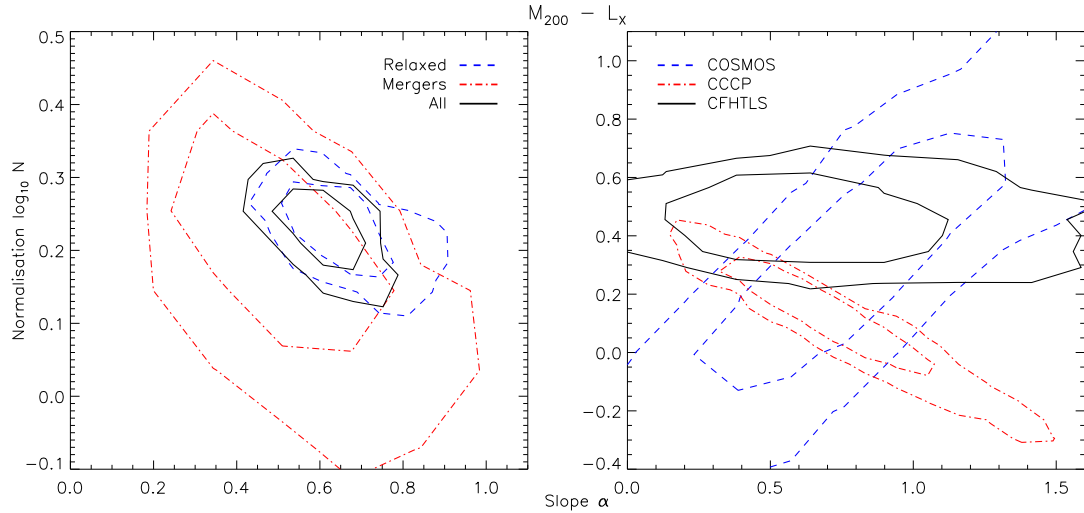 M200 − Lx
Normalisation log10 N
0.5
0.4
0.3
0.2
0.1
0.0
−0.1
Relaxed
Mergers
All
0.0 0.2 0.4 0.6 0.8 1.0
1.0
0.8
0.6
0.4
0.2
0.0
−0.2
−0.4
COSMOS
CCCP
CFHTLS
0.0 0.5 1.0 1.5
Slope α